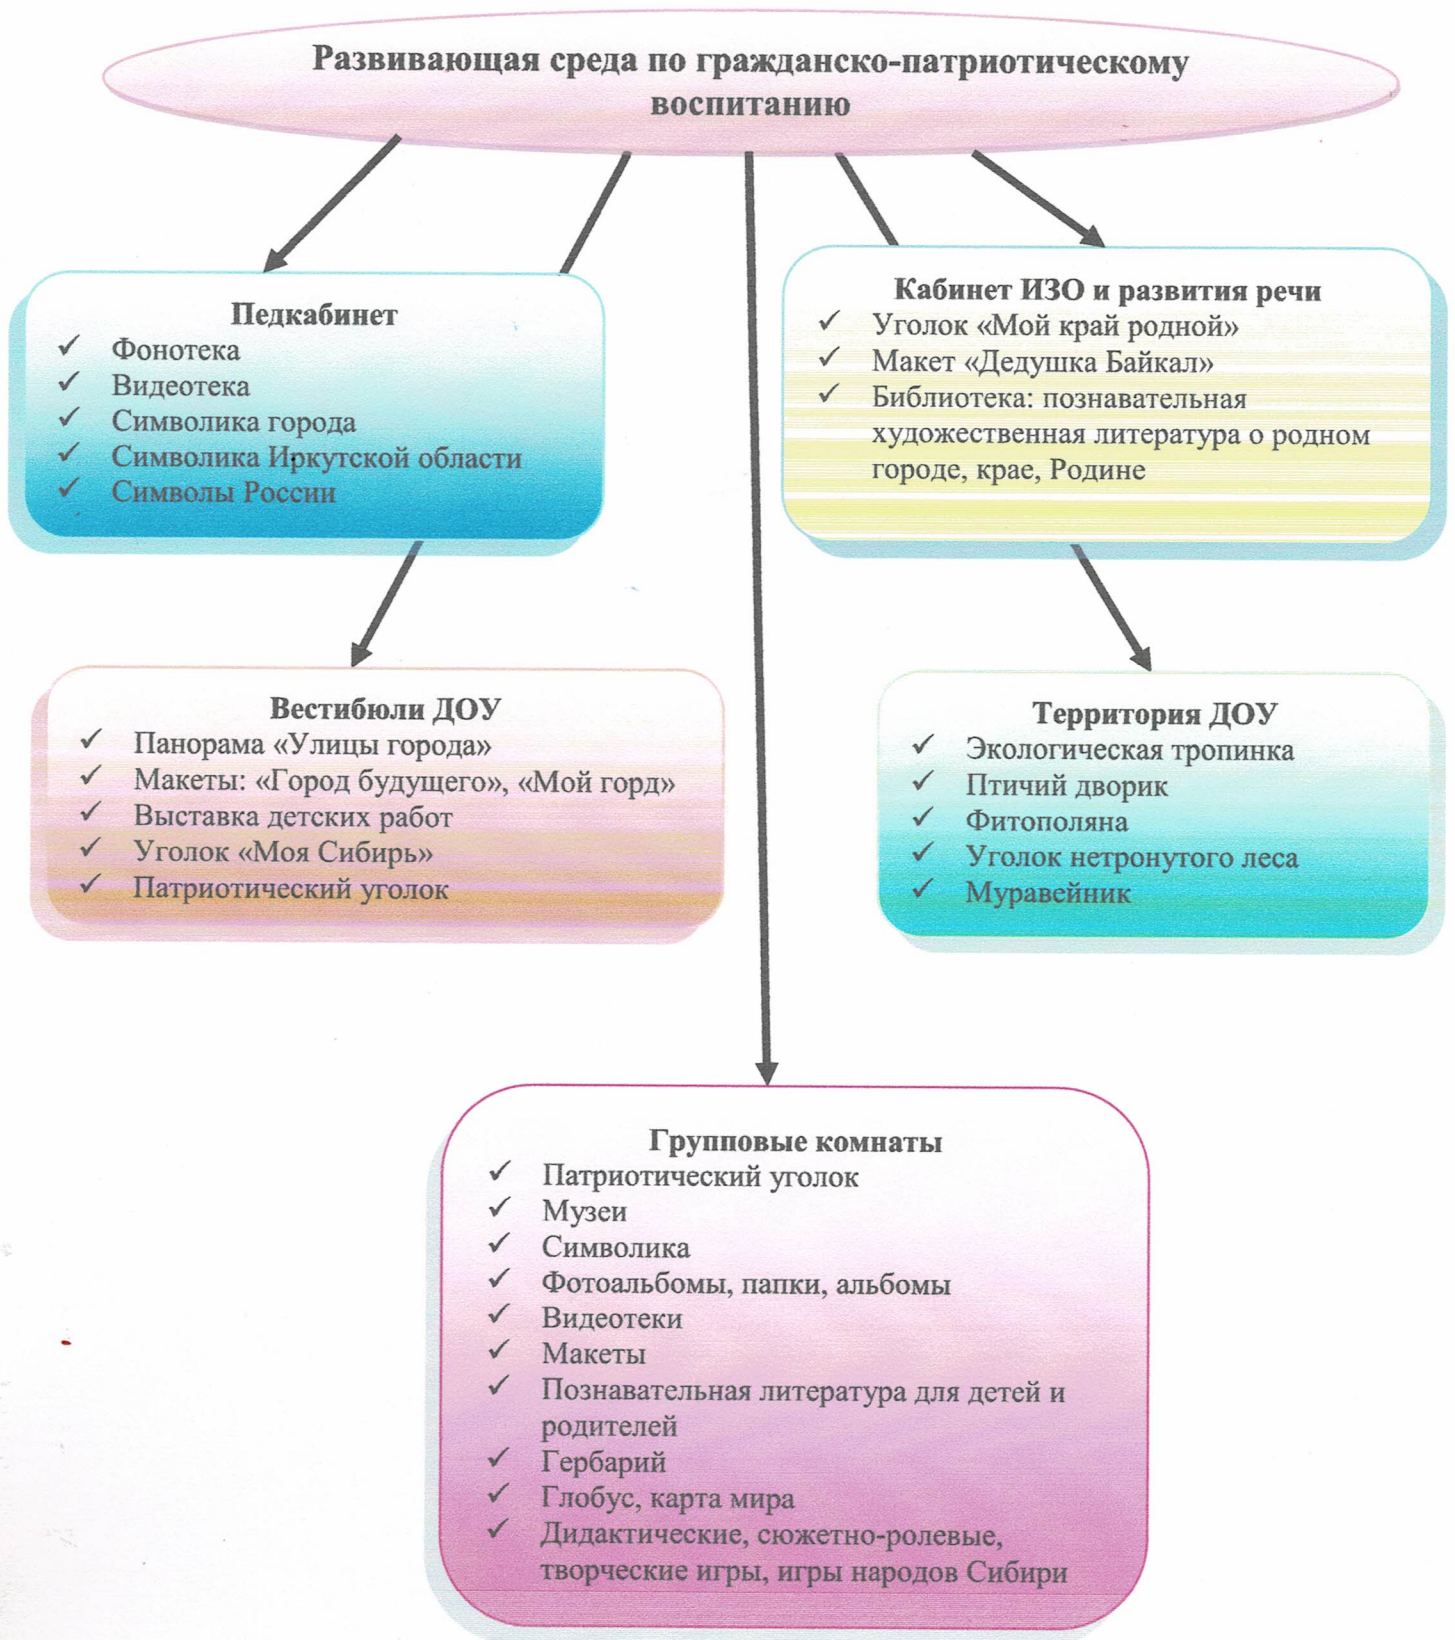 Развивающая среда по гражданско-патриотическому
воспитанию
Педкабинет
✓ Фонотека
✓ Видеотека
✓ Символика города
✓ Символика Иркутской области
✓ Символы России
Кабинет ИЗО и развития речи
✓ Уголок «Мой край родной»
✓ Макет «Дедушка Байкал»
✓ Библиотека: познавательная
художественная литература о родном
городе, крае, Родине
Вестибюли ДОУ
✓ Панорама «Улицы города»
✓ Макеты: «Город будущего», «Мой горд»
✓ Выставка детских работ
✓ Уголок «Моя Сибирь»
✓ Патриотический уголок
Территория ДОУ
✓ Экологическая тропинка
✓ Птичий дворик
✓ Фитополяна
✓ Уголок нетронутого леса
✓ Муравейник
Групповые комнаты
✓ Патриотический уголок
✓ Музеи
✓ Символика
✓ Фотоальбомы, папки, альбомы
✓ Видеотеки
✓ Макеты
✓ Познавательная литература для детей и
родителей
✓ Гербарий
✓ Глобус, карта мира
✓ Дидактические, сюжетно-ролевые,
творческие игры, игры народов Сибири